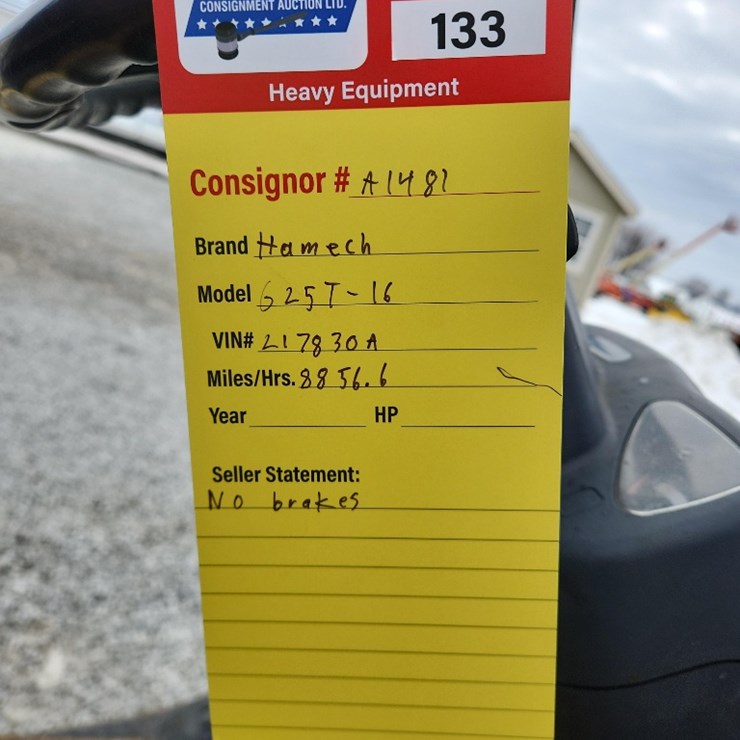 CONSIGNMENT AUCTION LTD.
133
Heavy Equipment
Consignor # A1481
Brand Hamech
Model G25T-16
VIN# 217830A
Miles/Hrs. 8856.6
Year HP
Seller Statement:
No brakes